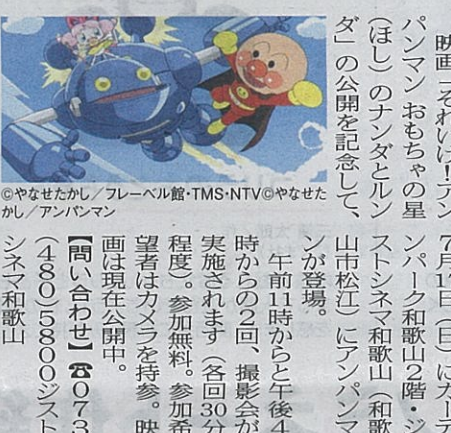 映画「それいけ!アン
パンマン おもちゃの星
(ほし)のナンダとルン
ダ」の公開を記念して、
©やなせたかし/フレーベル館・TMS・NTV©やなせた
かし/アンパンマン
7月17日(日)にガーデ
ンパーク和歌山2階・ジ
ストシネマ和歌山(和歌
山市松江)にアンパンマ
ンが登場。
午前11時からと午後4
時からの2回、撮影会が
実施されます(各回30分
程度)。参加無料。参加希
望者はカメラを持参。映
画は現在公開中。
【問い合わせ】☎073
(480)5800ジスト
シネマ和歌山